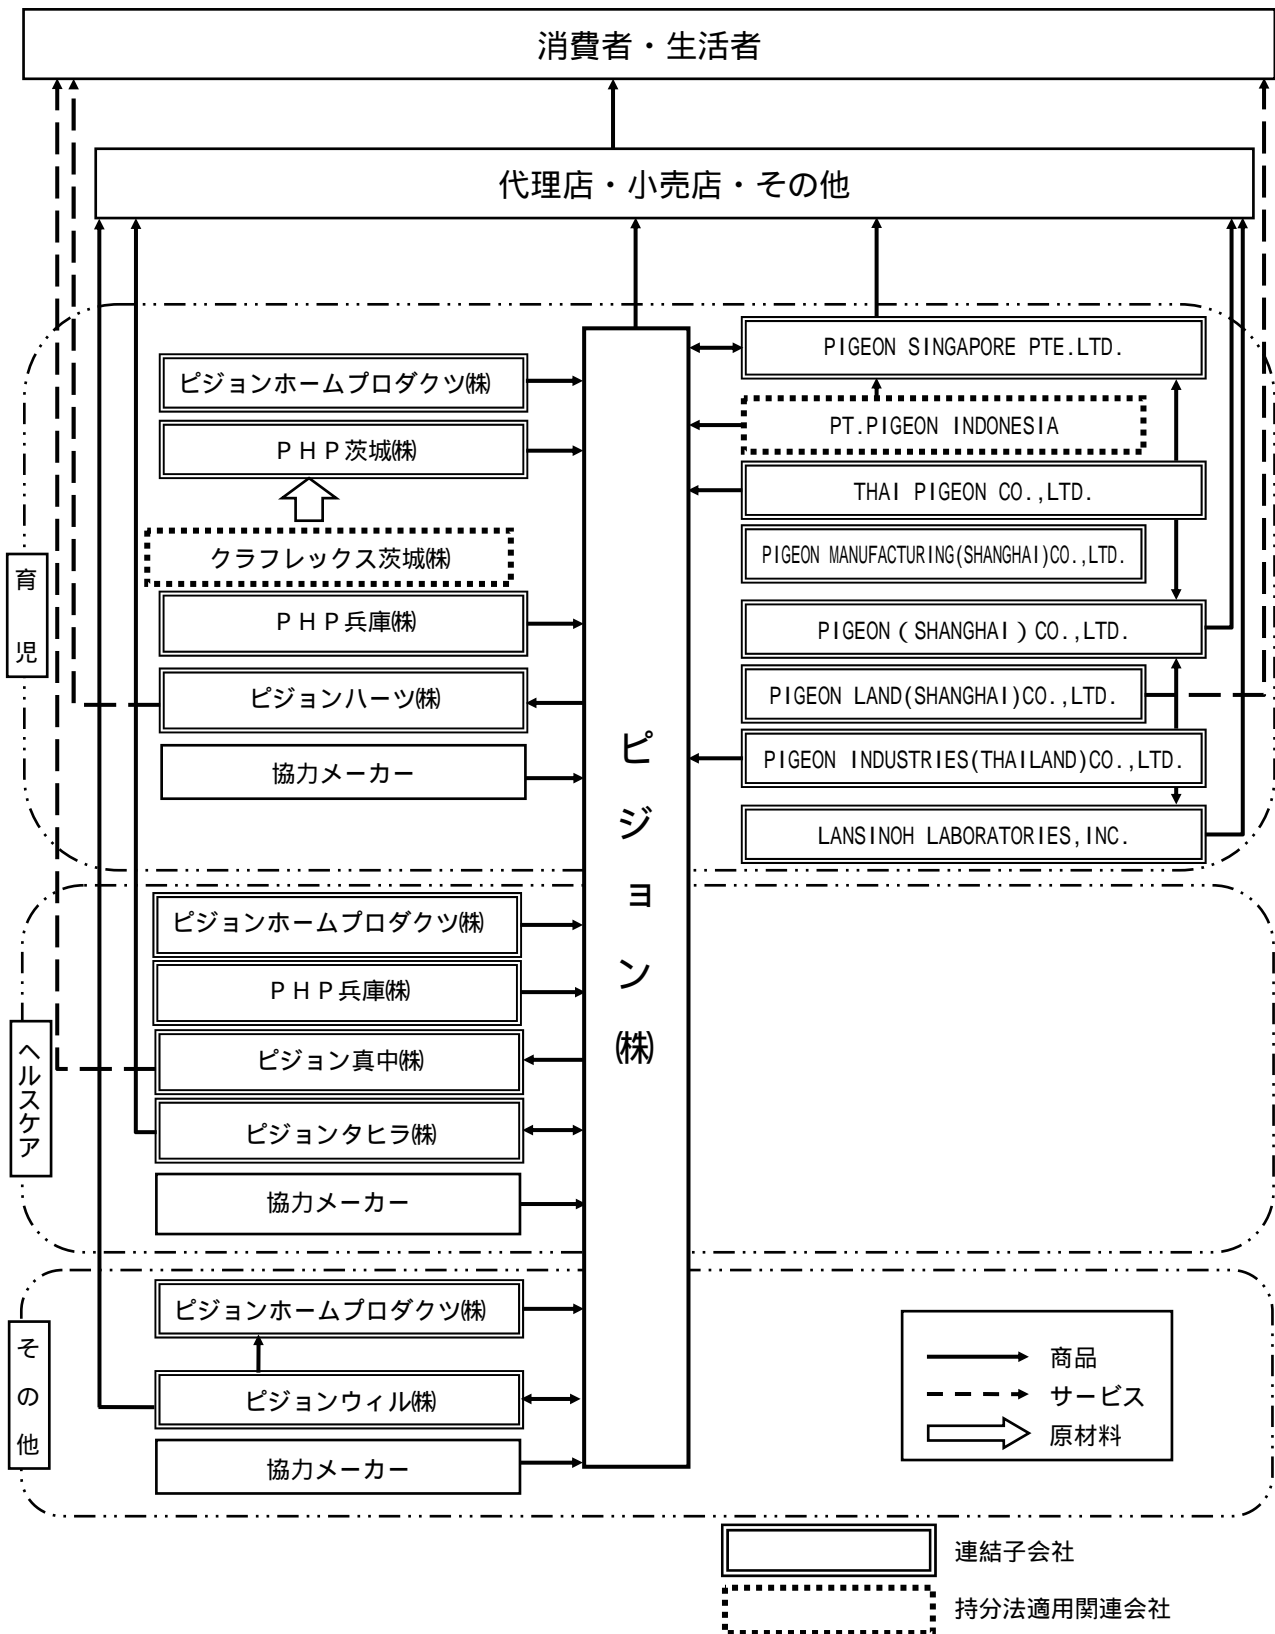 消費者・生活者
代理店・小売店・その他
育児
ピジョンホームプロダクツ㈱
ＰＨＰ茨城㈱
クラフレックス茨城㈱
ＰＨＰ兵庫㈱
ピジョンハーツ㈱
協力メーカー
ピジョン㈱
PIGEON SINGAPORE PTE.LTD.
PT.PIGEON INDONESIA
THAI PIGEON CO.,LTD.
PIGEON MANUFACTURING(SHANGHAI)CO.,LTD.
PIGEON（SHANGHAI）CO.,LTD.
PIGEON LAND(SHANGHAI)CO.,LTD.
PIGEON INDUSTRIES(THAILAND)CO.,LTD.
LANSINOH LABORATORIES,INC.
ヘルスケア
ピジョンホームプロダクツ㈱
ＰＨＰ兵庫㈱
ピジョン真中㈱
ピジョンタヒラ㈱
協力メーカー
その他
ピジョンホームプロダクツ㈱
ピジョンウィル㈱
協力メーカー
商品
サービス
原材料
連結子会社
持分法適用関連会社